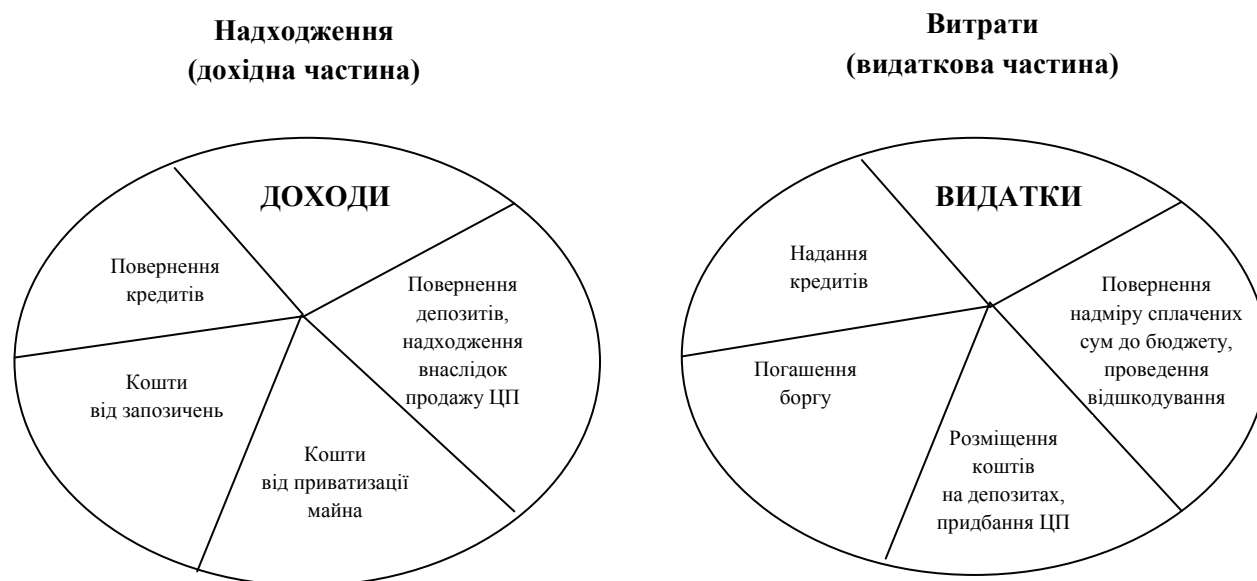 Надходження
(дохідна частина)
ДОХОДИ
Повернення
кредитів
Повернення
депозитів,
надходження
внаслідок
продажу ЦП
Кошти
від запозичень
Кошти
від приватизації
майна
Витрати
(видаткова частина)
ВИДАТКИ
Надання
кредитів
Повернення
надміру сплачених
сум до бюджету,
проведення
відшкодування
Погашення
боргу
Розміщення
коштів
на депозитах,
придбання ЦП